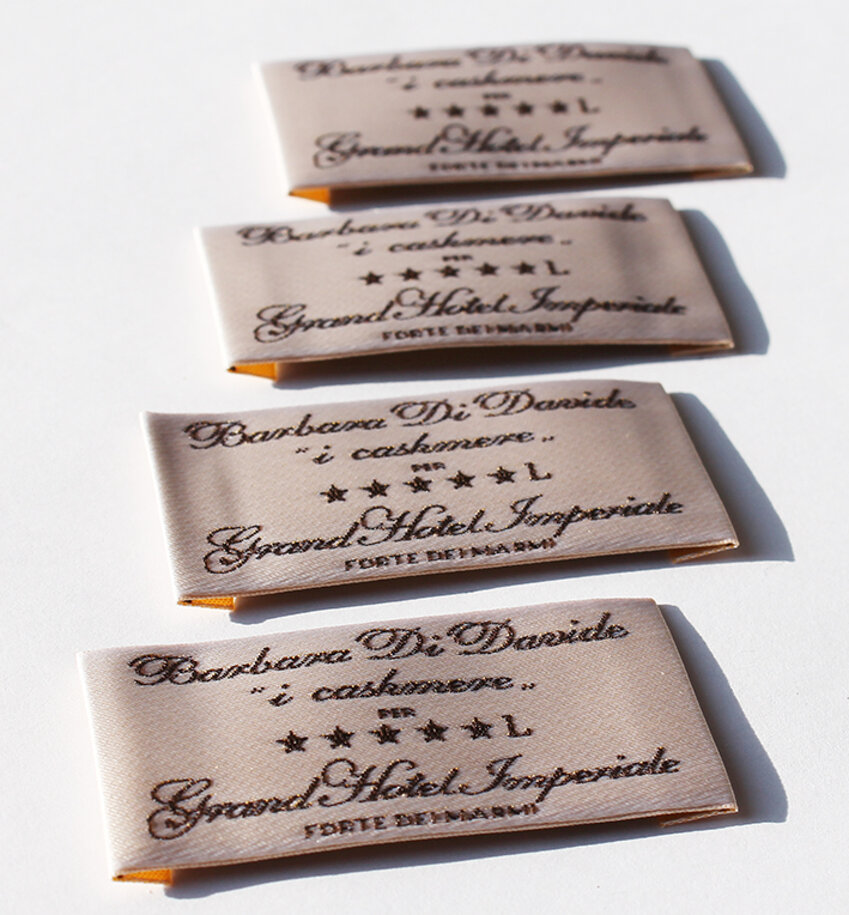 Barbara Di Davide
"i cashmere"
PER
★★★★★L
Grand Hotel Imperiale
FORTE DEI MARMI
Barbara Di Davide
"i cashmere"
PER
★★★★★L
Grand Hotel Imperiale
FORTE DEI MARMI
Barbara Di Davide
"i cashmere"
PER
★★★★★L
Grand Hotel Imperiale
FORTE DEI MARMI
Barbara Di Davide
"i cashmere"
PER
★★★★★L
Grand Hotel Imperiale
FORTE DEI MARMI